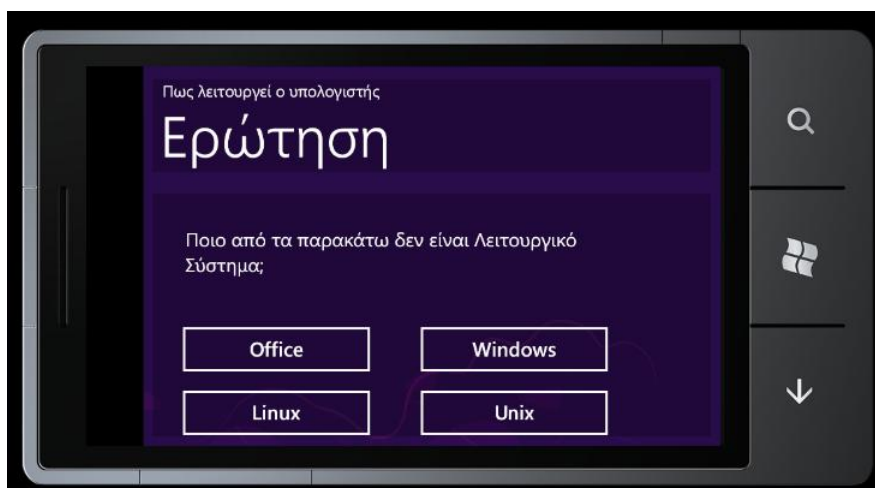 Πως λειτουργεί ο υπολογιστής
Ερώτηση
Ποιο από τα παρακάτω δεν είναι Λειτουργικό
Σύστημα;
Office
Windows
Linux
Unix